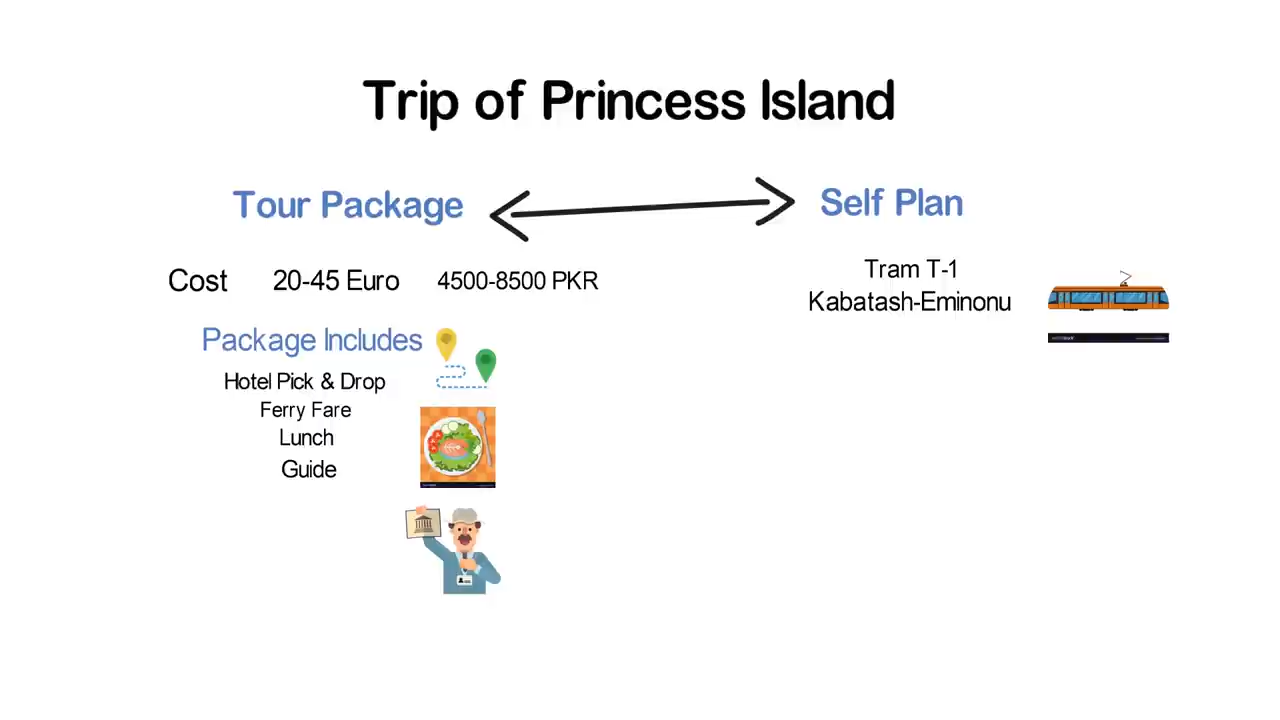 Trip of Princess Island
Tour Package
Self Plan
Cost 20-45 Euro 4500-8500 PKR
Package Includes
Hotel Pick & Drop
Ferry Fare
Lunch
Guide
Tram T-1
Kabatash-Eminonu